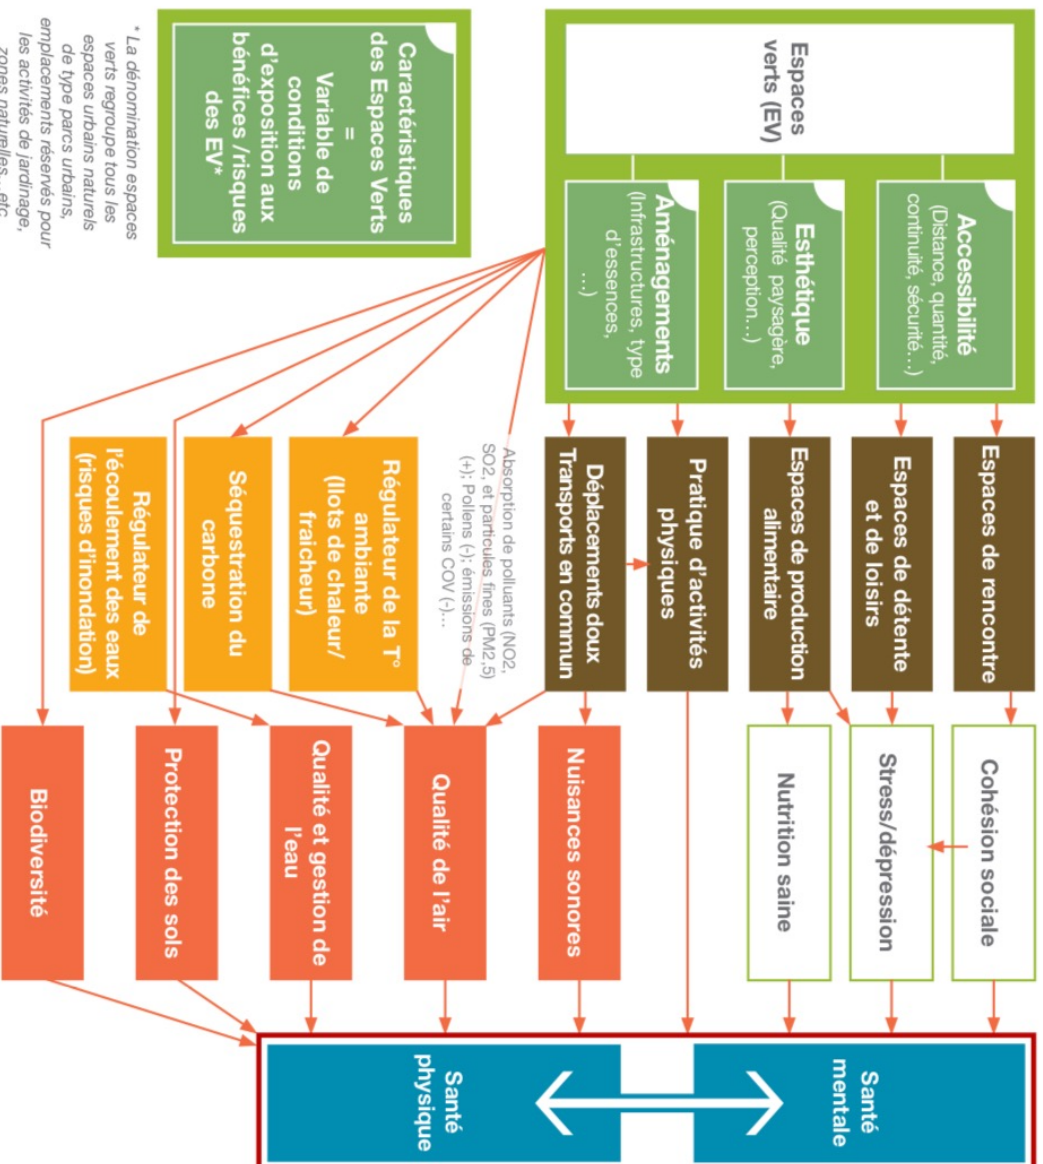 Espaces
verts (EV)
Accessibilité
(Distance, quantité,
continuité, sécurité...)
Esthétique
(Qualité paysagère,
perception...)
Aménagements
(Infrastructures, type
d'essences,
...)
Caractéristiques
des Espaces Verts
=
Variable de
conditions
d'exposition aux
bénéfices /risques
des EV*
* La dénomination espaces
verts regroupe tous les
espaces urbains naturels
de type parcs urbains,
emplacements réservés pour
les activités de jardinage,
zones naturelles...etc.
Espaces de rencontre
Espaces de détente
et de loisirs
Espaces de production
alimentaire
Pratique d'activités
physiques
Déplacements doux
Transports en commun
Absorption de polluants (NO2,
SO2, et particules fines (PM2,5)
(+); Pollens (-); émissions de
certains COV (-)...
Régulateur de la T°
ambiante
(Ilots de chaleur/
fraicheur)
Séquestration du
carbone
Régulateur de
l'écoulement des eaux
(risques d'inondation)
Cohésion sociale
Stress/dépression
Nutrition saine
Nuisances sonores
Qualité de l'air
Qualité et gestion de
l'eau
Protection des sols
Biodiversité
Santé
mentale
Santé
physique